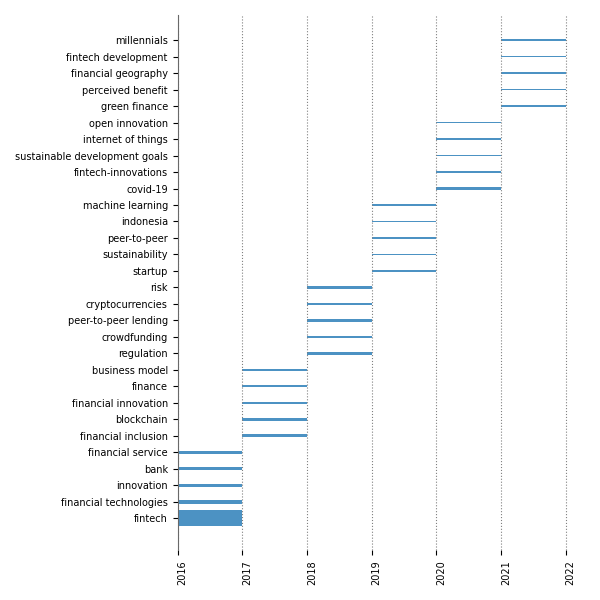 millennials
fintech development
financial geography
perceived benefit
green finance
open innovation
internet of things
sustainable development goals
fintech-innovations
covid-19
machine learning
indonesia
peer-to-peer
sustainability
startup
risk
cryptocurrencies
peer-to-peer lending
crowdfunding
regulation
business model
finance
financial innovation
blockchain
financial inclusion
financial service
bank
innovation
financial technologies
fintech
2016
2017
2018
2019
2020
2021
2022